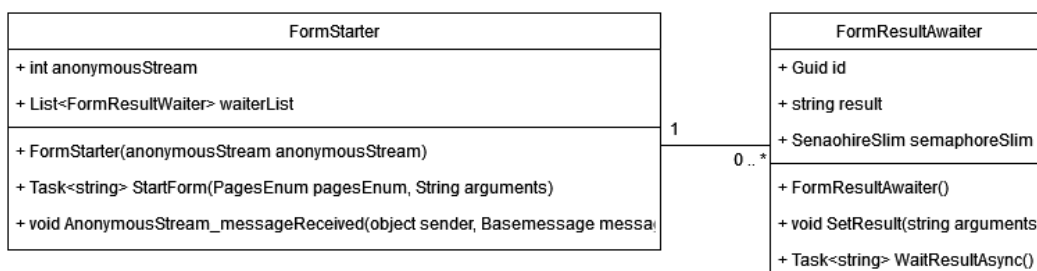 FormStarter
+ int anonymousStream
+ List<FormResultWaiter> waiterList
+ FormStarter(anonymousStream anonymousStream)
+ Task<string> StartForm(PagesEnum pagesEnum, String arguments)
+ void AnonymousStream_messageReceived(object sender, Basemessage messa
1
0 .. *
FormResultAwaiter
+ Guid id
+ string result
+ SenaohireSlim semaphoreSlim
+ FormResultAwaiter()
+ void SetResult(string arguments
+ Task<string> WaitResultAsync()